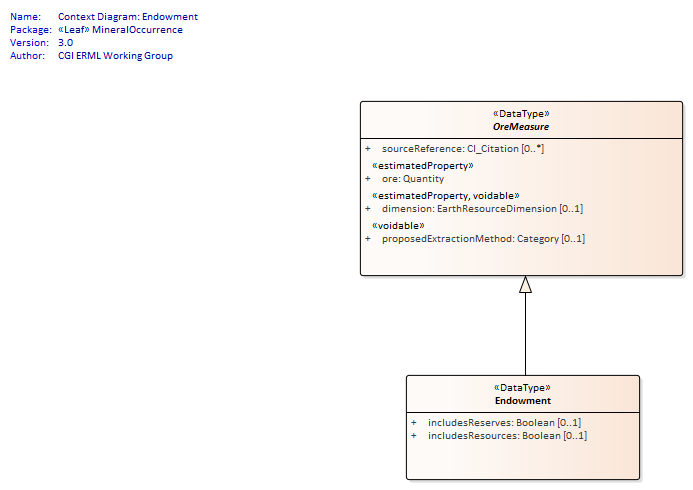 Name: Context Diagram: Endowment
Package: «Leaf» MineralOccurrence
Version: 3.0
Author: CGI ERML Working Group
«DataType»
OreMeasure
+ sourceReference: CI_Citation [0..*]
«estimatedProperty»
+ ore: Quantity
«estimatedProperty, voidable»
+ dimension: EarthResourceDimension [0..1]
«voidable»
+ proposedExtractionMethod: Category [0..1]
«DataType»
Endowment
+ includesReserves: Boolean [0..1]
+ includesResources: Boolean [0..1]